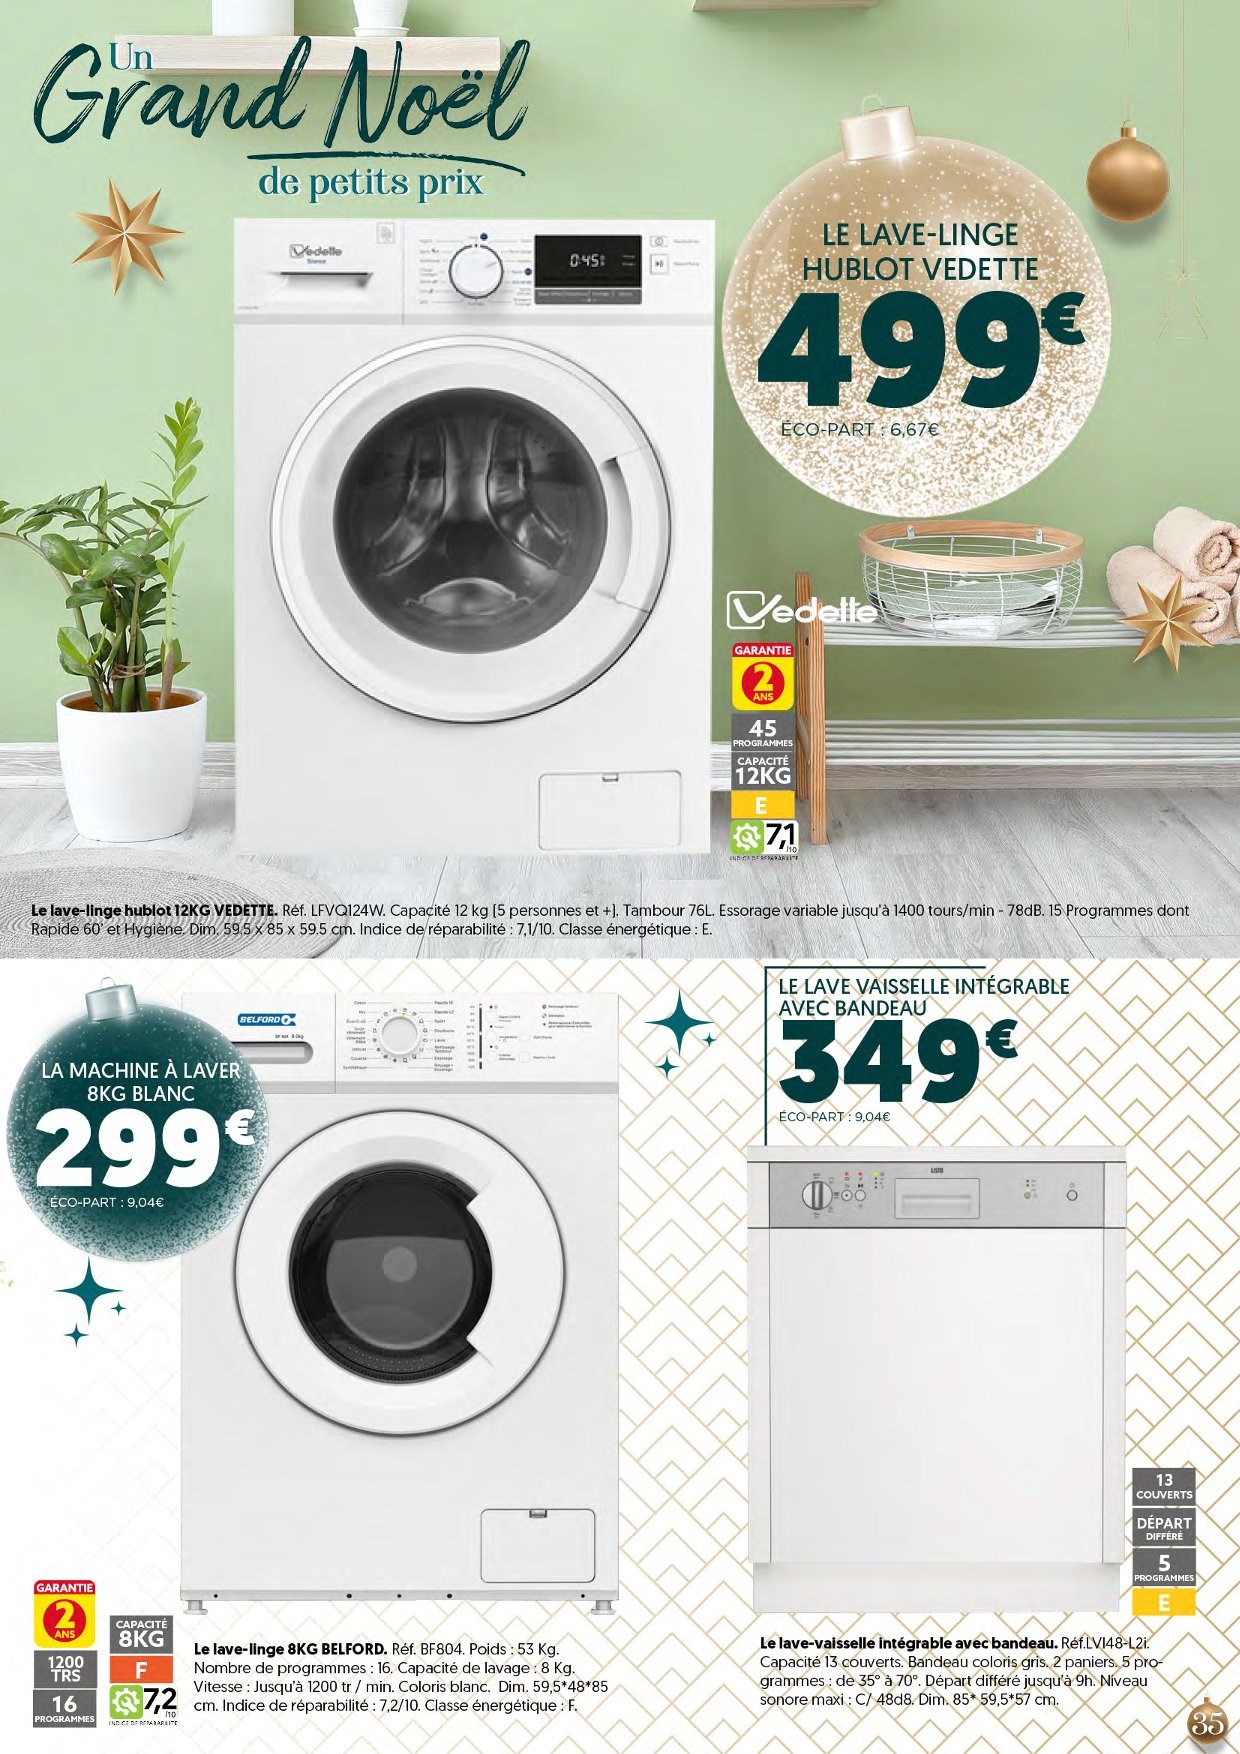 Un
Grand Noël
de petits prix
LE LAVE-LINGE
HUBLOT VEDETTE
499€
ÉCO-PART : 6,67€
Vedette
0:45
Vedette
GARANTIE
2
ANS
45
PROGRAMMES
CAPACITÉ
12KG
E
7,1
/10
INDICE DE RÉPARABILITÉ
Le lave-linge hublot 12KG VEDETTE. Réf. LFVQ124W. Capacité 12 kg (5 personnes et +). Tambour 76L. Essorage variable jusqu'à 1400 tours/min - 78dB. 15 Programmes dont
Rapide 60' et Hygiène. Dim. 59.5 x 85 x 59.5 cm. Indice de réparabilité : 7,1/10. Classe énergétique : E.
LA MACHINE À LAVER
8KG BLANC
299€
ÉCO-PART : 9,04€
BELFORD
LE LAVE VAISSELLE INTÉGRABLE
AVEC BANDEAU
349€
ÉCO-PART : 9,04€
LISTO
13
COUVERTS
DÉPART
DIFFÉRÉ
5
PROGRAMMES
E
GARANTIE
2
ANS
1200
TRS
16
PROGRAMMES
CAPACITÉ
8KG
F
7,2
/10
INDICE DE RÉPARABILITÉ
Le lave-linge 8KG BELFORD. Réf. BF804. Poids : 53 Kg.
Nombre de programmes : 16. Capacité de lavage : 8 Kg.
Vitesse : Jusqu'à 1200 tr / min. Coloris blanc. Dim. 59,5*48*85
cm. Indice de réparabilité : 7,2/10. Classe énergétique : F.
Le lave-vaisselle intégrable avec bandeau. Réf.LVI48-L2i.
Capacité 13 couverts. Bandeau coloris gris. 2 paniers. 5 pro-
grammes : de 35° à 70°. Départ différé jusqu'à 9h. Niveau
sonore maxi : C/ 48d8. Dim. 85* 59,5*57 cm.
35